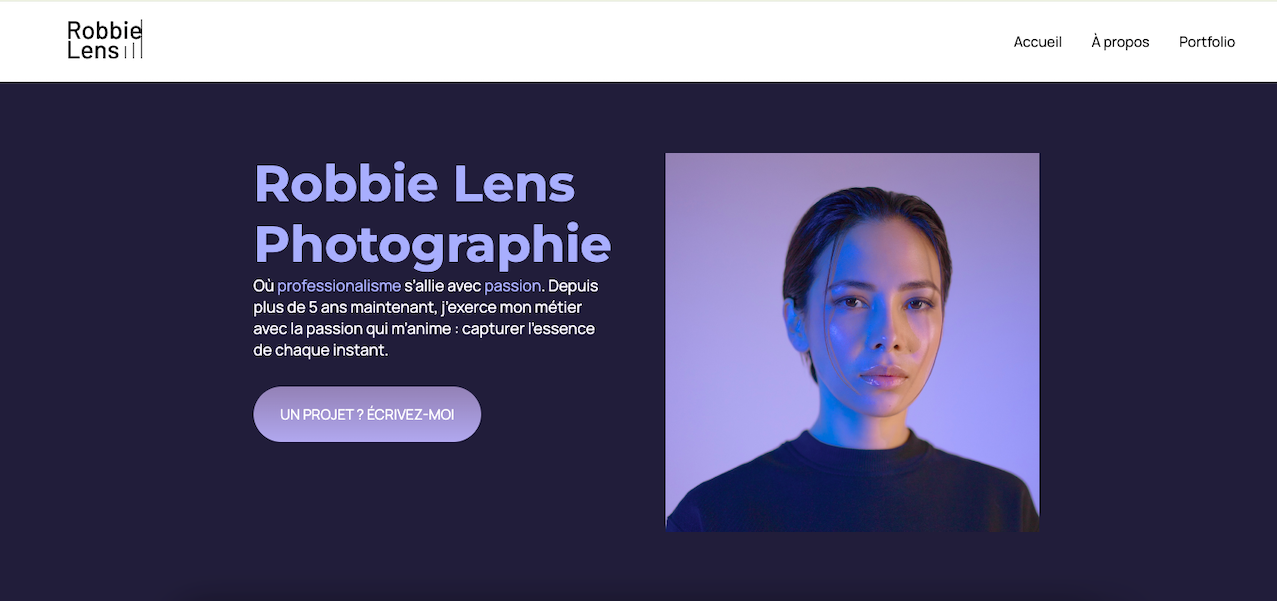 Robbie
Lens
Accueil
À propos
Portfolio
Robbie Lens
Photographie
Où professionalisme s'allie avec passion. Depuis
plus de 5 ans maintenant, j'exerce mon métier
avec la passion qui m'anime : capturer l'essence
de chaque instant.
UN PROJET ? ÉCRIVEZ-MOI